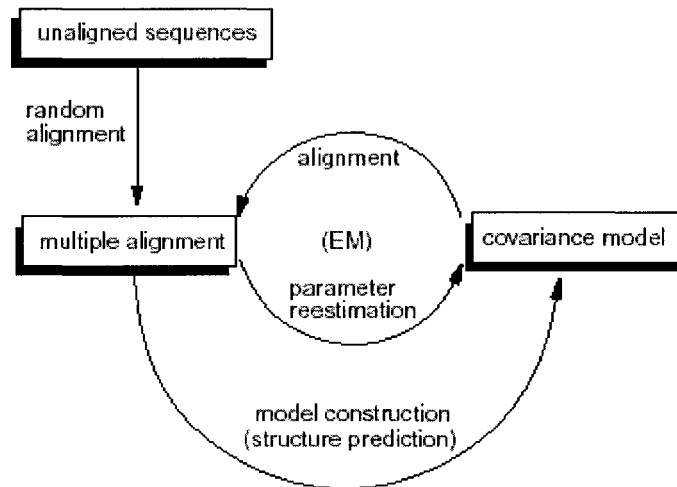 unaligned sequences
random
alignment
alignment
multiple alignment
(EM)
covariance model
parameter
reestimation
model construction
(structure prediction)